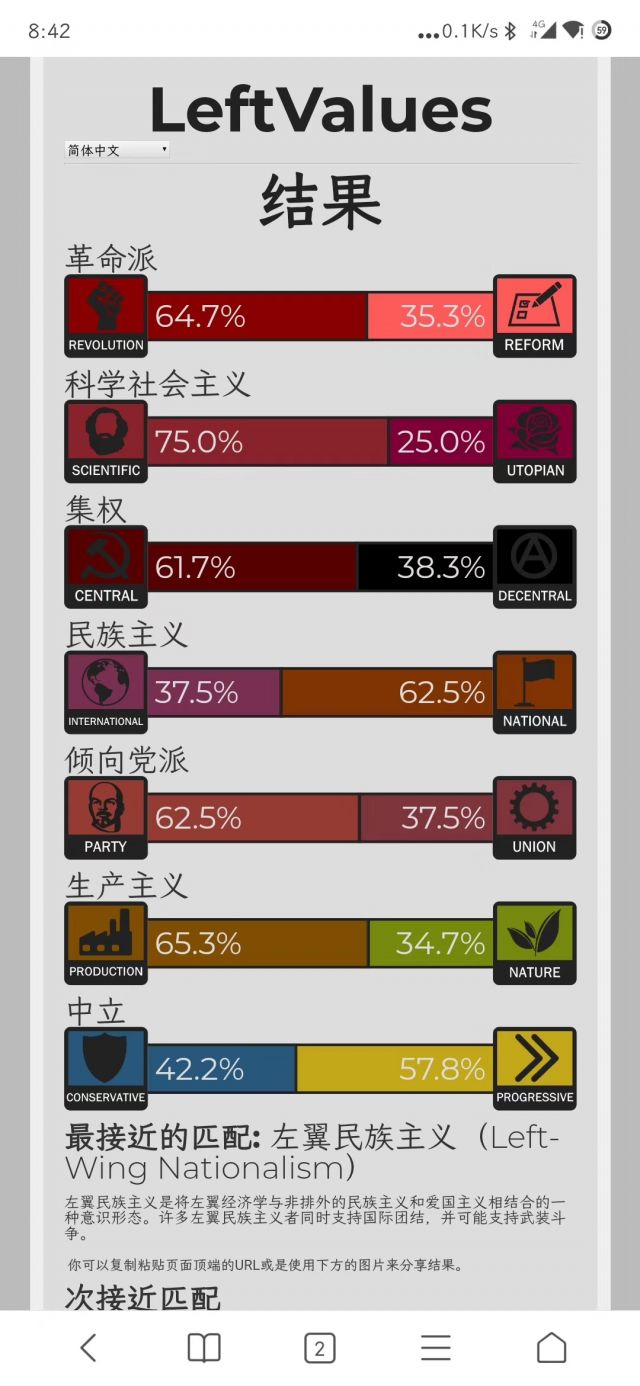 8:42
...0.1K/s 4G 59
LeftValues
简体中文
结果
革命派
64.7% 35.3%
REVOLUTION REFORM
科学社会主义
75.0% 25.0%
SCIENTIFIC UTOPIAN
集权
61.7% 38.3%
CENTRAL DECENTRAL
民族主义
37.5% 62.5%
INTERNATIONAL NATIONAL
倾向党派
62.5% 37.5%
PARTY UNION
生产主义
65.3% 34.7%
PRODUCTION NATURE
中立
42.2% 57.8%
CONSERVATIVE PROGRESSIVE
最接近的匹配: 左翼民族主义（Left-
Wing Nationalism）
左翼民族主义是将左翼经济学与非排外的民族主义和爱国主义相结合的一
种意识形态。许多左翼民族主义者同时支持国际团结，并可能支持武装斗
争。
你可以复制粘贴页面顶端的URL或是使用下方的图片来分享结果。
次接近匹配
2